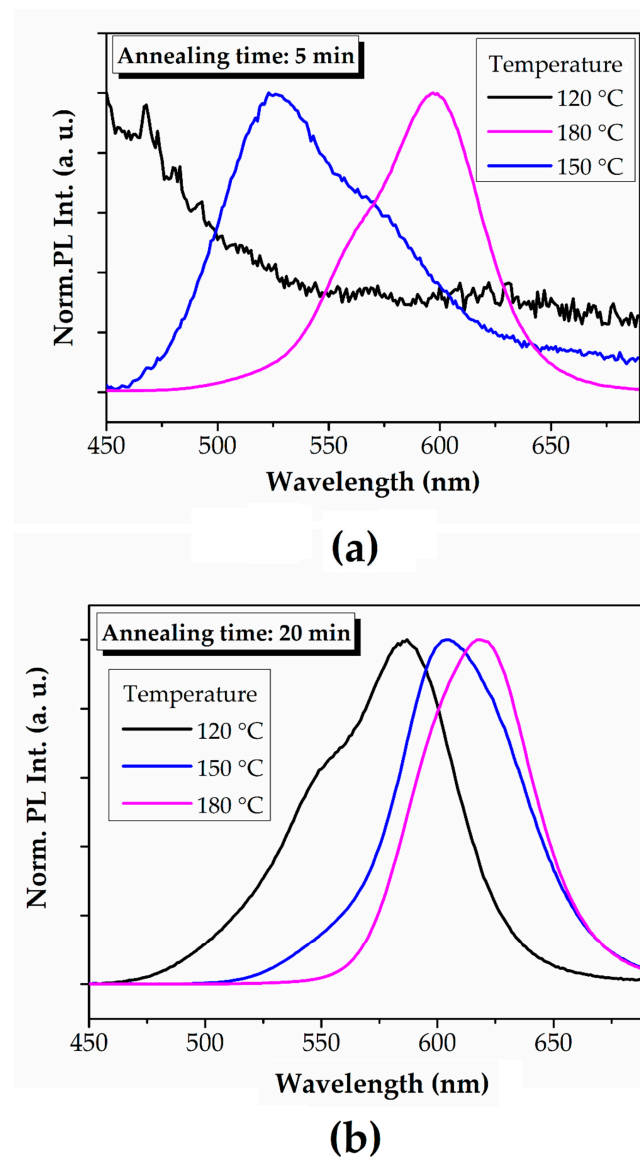 Annealing time: 5 min
Temperature
120 °C
180 °C
150 °C
Norm.PL Int. (a. u.)
450 500 550 600 650
Wavelength (nm)
(a)
Annealing time: 20 min
Temperature
120 °C
150 °C
180 °C
Norm. PL Int. (a. u.)
450 500 550 600 650
Wavelength (nm)
(b)